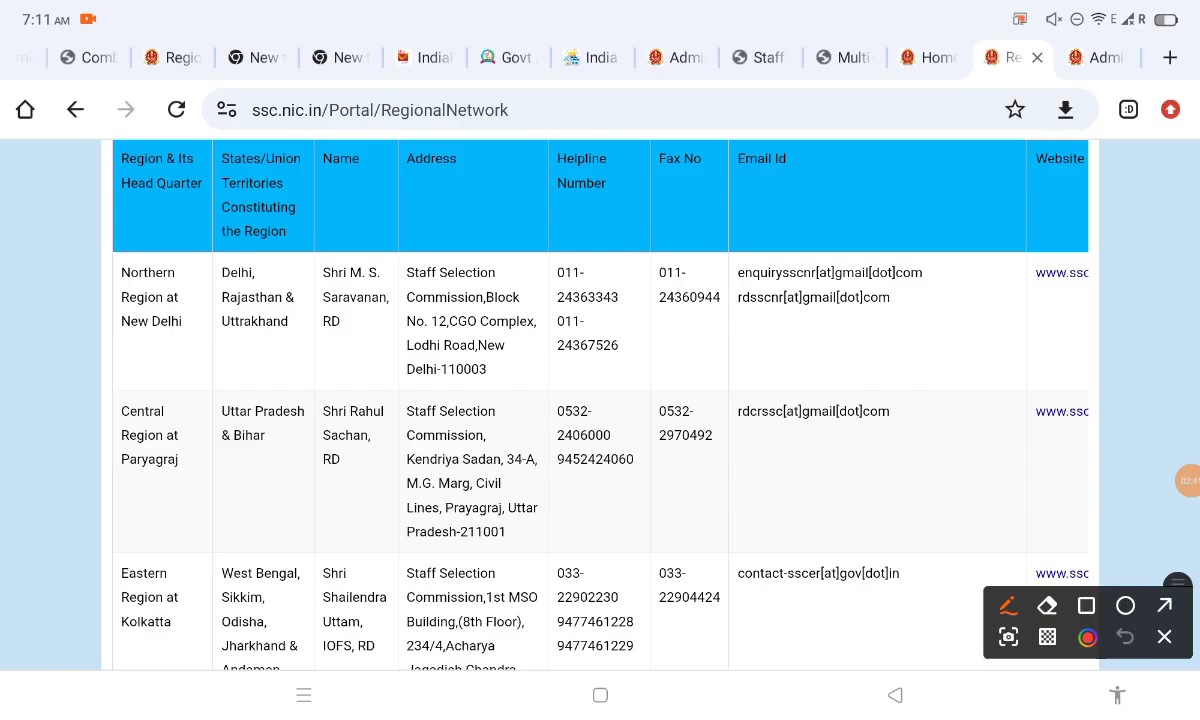 7:11 AM
E R
Comb
Regio
New T
New T
India
Govt
India
Admi
Staff
Multi-
Home
Re
Admi
ssc.nic.in/Portal/RegionalNetwork
:D
Region & Its
Head Quarter
States/Union
Territories
Constituting
the Region
Name
Address
Helpline
Number
Fax No
Email Id
Website
Northern
Region at
New Delhi
Delhi,
Rajasthan &
Uttrakhand
Shri M. S.
Saravanan,
RD
Staff Selection
Commission,Block
No. 12,CGO Complex,
Lodhi Road,New
Delhi-110003
011-
24363343
011-
24367526
011-
24360944
enquirysscnr[at]gmail[dot]com
rdsscnr[at]gmail[dot]com
www.ssc
Central
Region at
Paryagraj
Uttar Pradesh
& Bihar
Shri Rahul
Sachan,
RD
Staff Selection
Commission,
Kendriya Sadan, 34-A,
M.G. Marg, Civil
Lines, Prayagraj, Uttar
Pradesh-211001
0532-
2406000
9452424060
0532-
2970492
rdcrssc[at]gmail[dot]com
www.ssc
02:41
Eastern
Region at
Kolkatta
West Bengal,
Sikkim,
Odisha,
Jharkhand &
Andaman
Shri
Shailendra
Uttam,
IOFS, RD
Staff Selection
Commission,1st MSO
Building,(8th Floor),
234/4,Acharya
Jagadish Chandra
033-
22902230
9477461228
9477461229
033-
22904424
contact-sscer[at]gov[dot]in
www.ssc